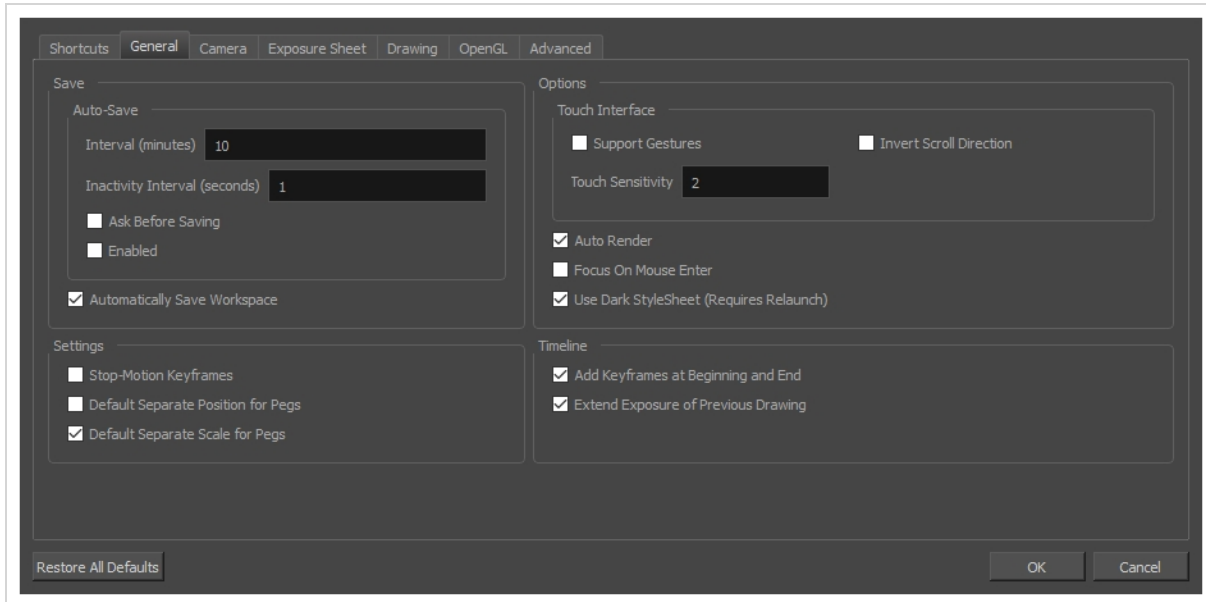 Shortcuts General Camera Exposure Sheet Drawing OpenGL Advanced
Save
Auto-Save
Interval (minutes) 10
Inactivity Interval (seconds) 1
Ask Before Saving
Enabled
Automatically Save Workspace
Options
Touch Interface
Support Gestures Invert Scroll Direction
Touch Sensitivity 2
Auto Render
Focus On Mouse Enter
Use Dark StyleSheet (Requires Relaunch)
Settings
Stop-Motion Keyframes
Default Separate Position for Pegs
Default Separate Scale for Pegs
Timeline
Add Keyframes at Beginning and End
Extend Exposure of Previous Drawing
Restore All Defaults OK Cancel